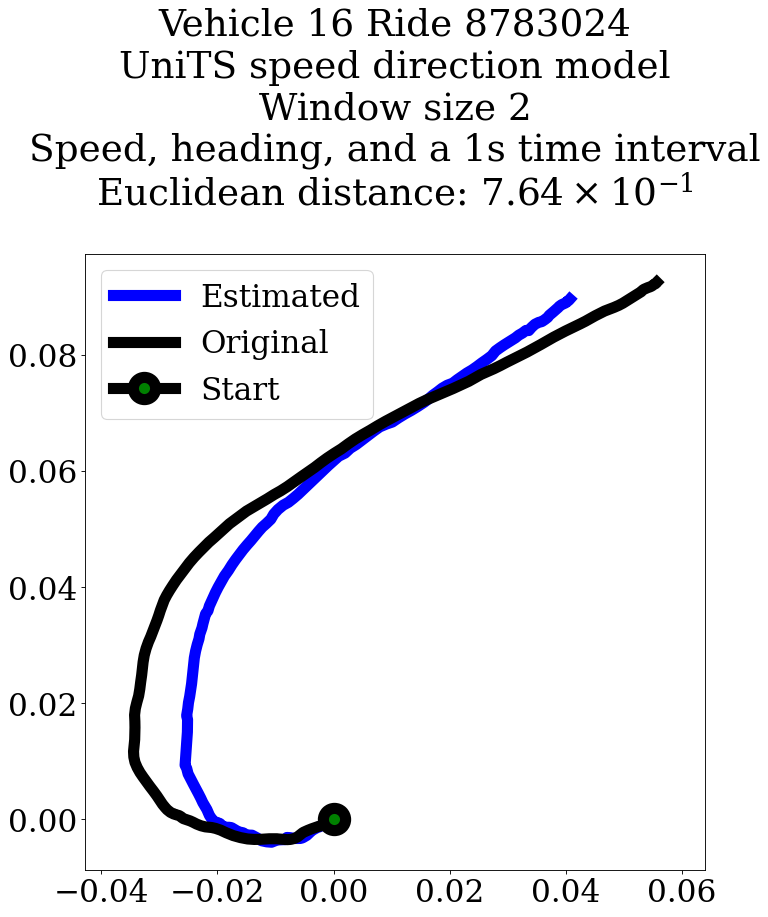 Vehicle 16 Ride 8783024
UniTS speed direction model
Window size 2
Speed, heading, and a 1s time interval
Euclidean distance: 7.64 × 10⁻¹
Estimated
Original
Start
0.08
0.06
0.04
0.02
0.00
−0.04 −0.02 0.00 0.02 0.04 0.06